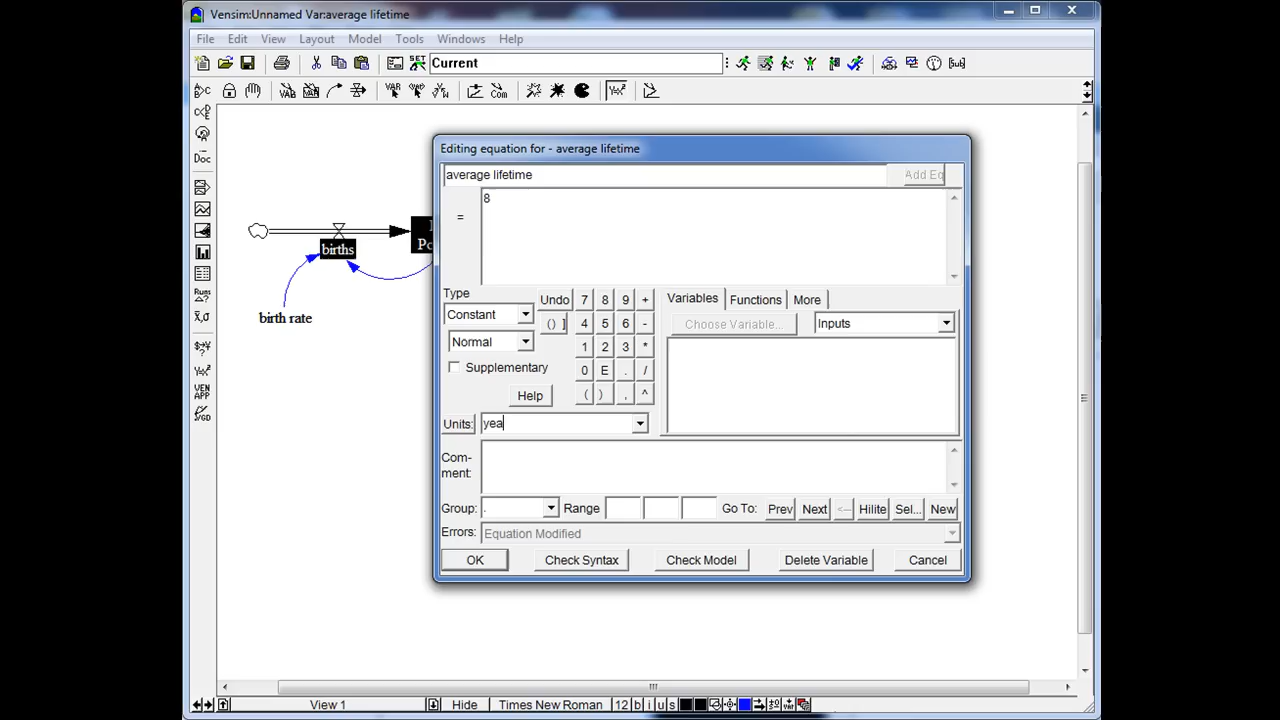 Vensim:Unnamed Var:average lifetime
File Edit View Layout Model Tools Windows Help
SET Current
Editing equation for - average lifetime
average lifetime Add Eq
8
=
births
birth rate
Type
Constant
Normal
Supplementary
Help
Undo 7 8 9 +
() ] 4 5 6 -
1 2 3 *
0 E . /
( ) , ^
Variables Functions More
Choose Variable... Inputs
Units: yea
Com-
ment:
Group: . Range Go To: Prev Next <-- Hilite Sel... New
Errors: Equation Modified
OK Check Syntax Check Model Delete Variable Cancel
Doc
Runs
VEN
APP
View 1 Hide Times New Roman 12 b i u s